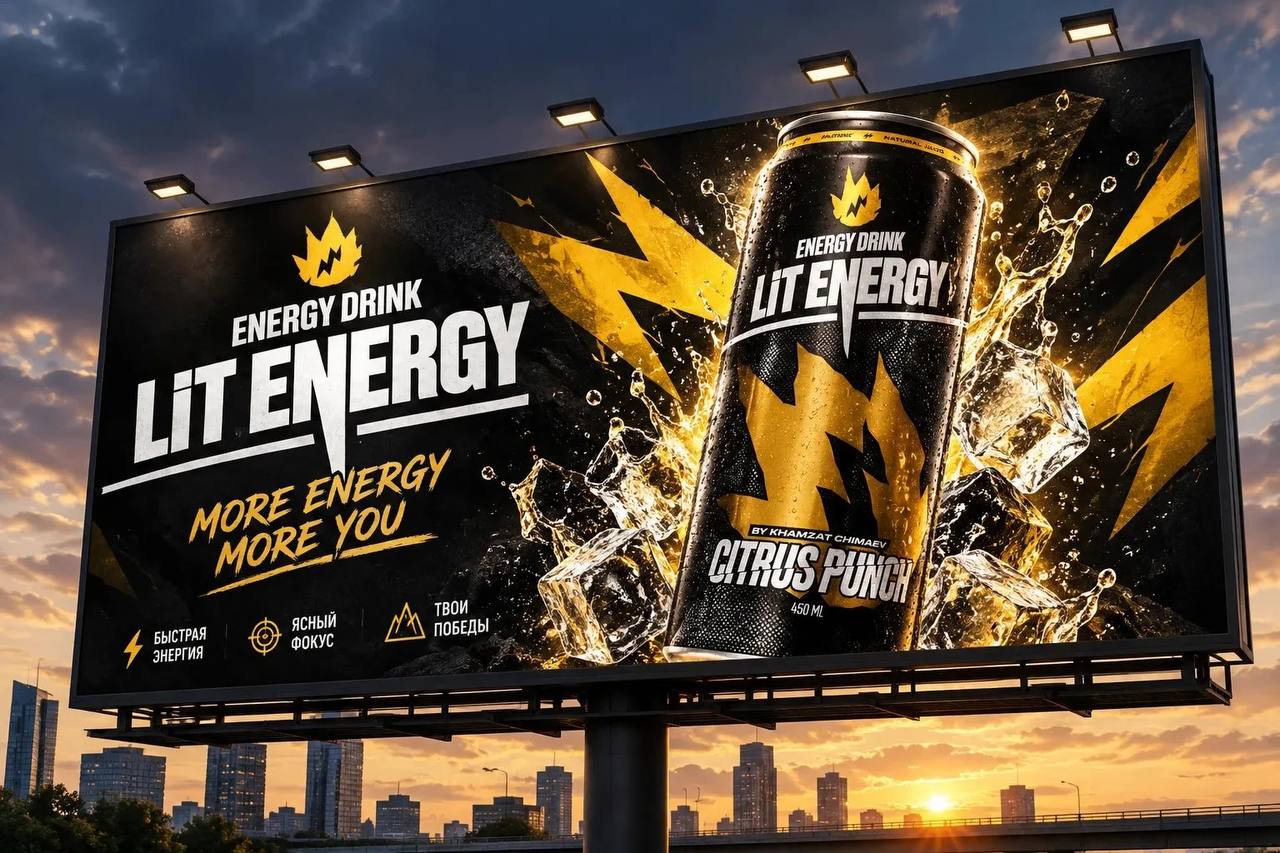 NATURAL
ENERGY DRINK
LiT ENERGY
MORE ENERGY
MORE YOU
БЫСТРАЯ
ЭНЕРГИЯ
ЯСНЫЙ
ФОКУС
ТВОИ
ПОБЕДЫ
ENERGY DRINK
LiT ENERGY
BY KHAMZAT CHIMAEV
CITRUS PUNCH
450 ML